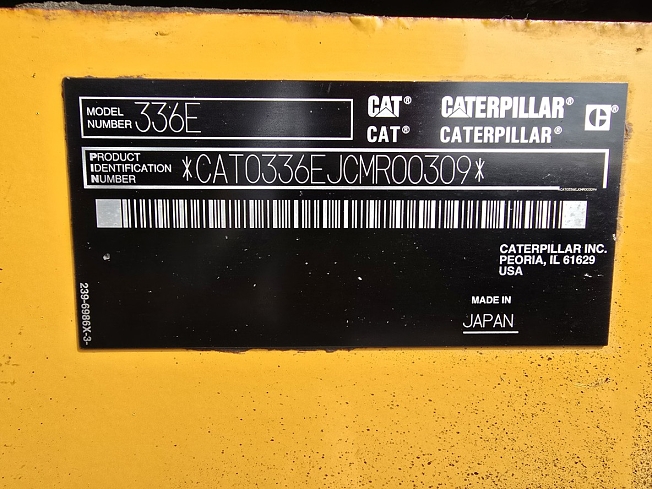 MODEL
NUMBER 336E
CAT® CATERPILLAR® C®
CAT® CATERPILLAR®
PRODUCT
IDENTIFICATION
NUMBER *CAT0336EJCMR00309*
CAT0336EJCMR00309
CATERPILLAR INC.
PEORIA, IL 61629
USA
MADE IN
JAPAN
239-6986X-3-